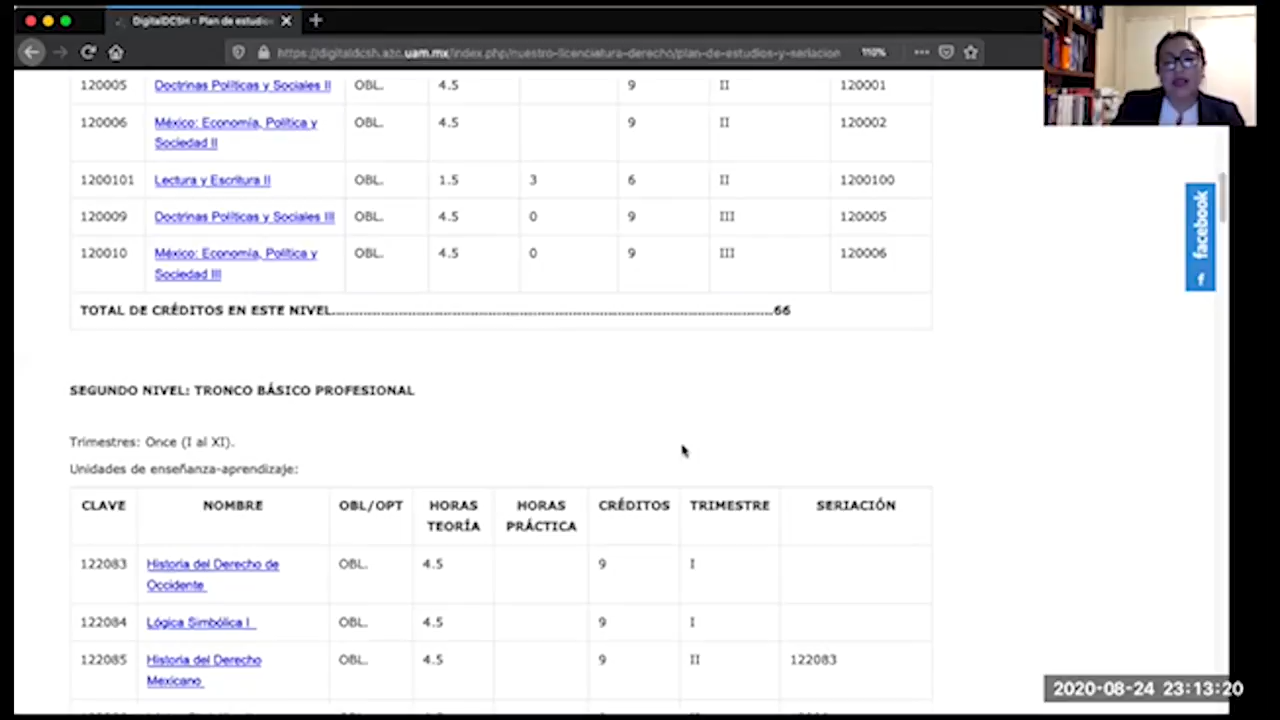 DigitalDCSH - Plan de estudio
https://digitaldcsh.azc.uam.mx/index.php/nuestro-licenciatura-derecho/plan-de-estudios-y-seriacion
110%
120005 Doctrinas Políticas y Sociales II OBL. 4.5 9 II 120001
120006 México: Economía, Política y Sociedad II OBL. 4.5 9 II 120002
1200101 Lectura y Escritura II OBL. 1.5 3 6 II 1200100
120009 Doctrinas Políticas y Sociales III OBL. 4.5 0 9 III 120005
120010 México: Economía, Política y Sociedad III OBL. 4.5 0 9 III 120006
TOTAL DE CRÉDITOS EN ESTE NIVEL.......................................................................................................66
facebook
SEGUNDO NIVEL: TRONCO BÁSICO PROFESIONAL
Trimestres: Once (I al XI).
Unidades de enseñanza-aprendizaje:
CLAVE NOMBRE OBL/OPT HORAS TEORÍA HORAS PRÁCTICA CRÉDITOS TRIMESTRE SERIACIÓN
122083 Historia del Derecho de Occidente OBL. 4.5 9 I
122084 Lógica Simbólica I OBL. 4.5 9 I
122085 Historia del Derecho Mexicano OBL. 4.5 9 II 122083
2020-08-24 23:13:20